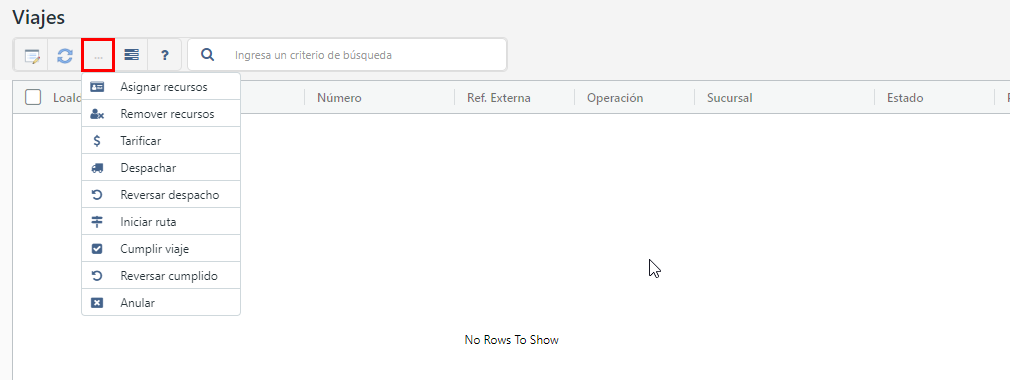 Viajes
...
?
Ingresa un criterio de búsqueda
Número
Ref. Externa
Operación
Sucursal
Estado
Asignar recursos
Remover recursos
Tarificar
Despachar
Reversar despacho
Iniciar ruta
Cumplir viaje
Reversar cumplido
Anular
No Rows To Show